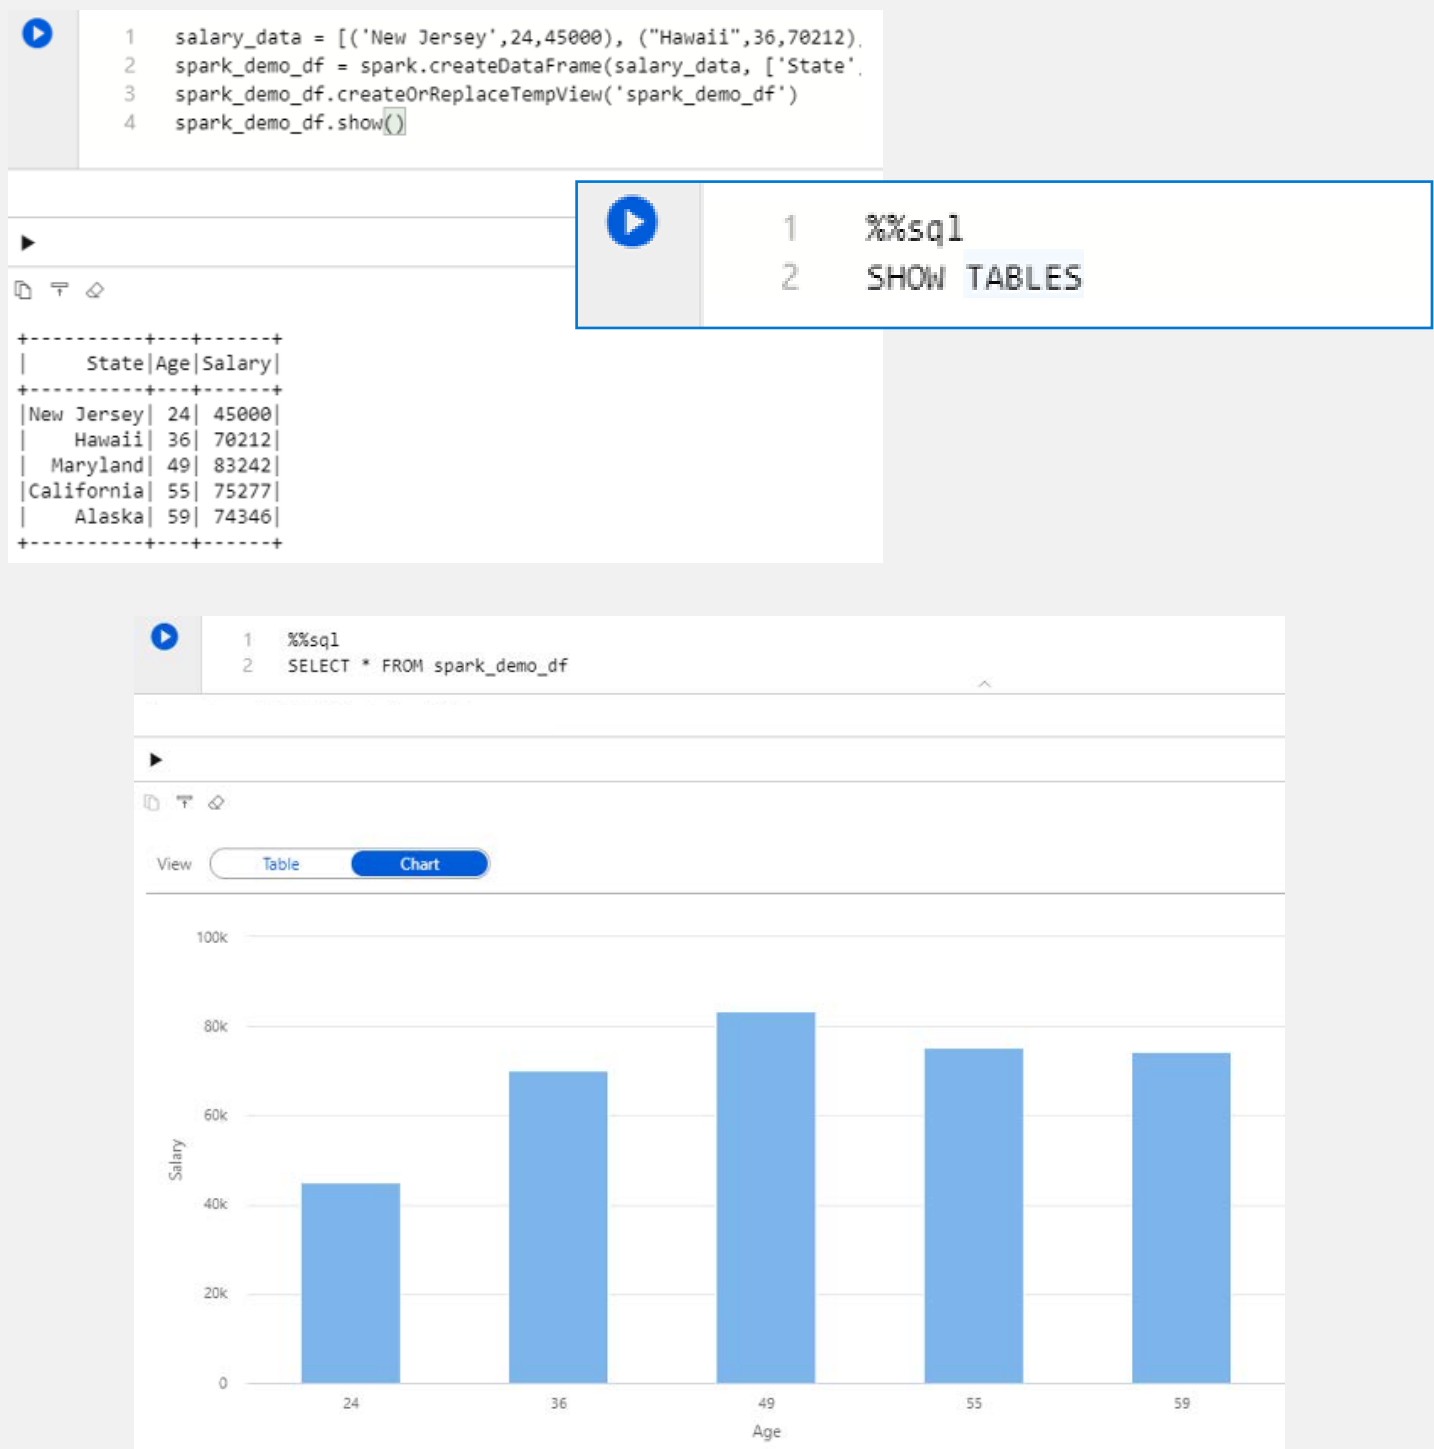 1 salary_data = [('New Jersey',24,45000), ("Hawaii",36,70212),
2 spark_demo_df = spark.createDataFrame(salary_data, ['State',
3 spark_demo_df.createOrReplaceTempView('spark_demo_df')
4 spark_demo_df.show()
1 %%sql
2 SHOW TABLES
+----------+---+------+
|     State|Age|Salary|
+----------+---+------+
|New Jersey| 24| 45000|
|    Hawaii| 36| 70212|
|  Maryland| 49| 83242|
|California| 55| 75277|
|    Alaska| 59| 74346|
+----------+---+------+
1 %%sql
2 SELECT * FROM spark_demo_df
View Table Chart
100k
80k
60k
Salary
40k
20k
0
24 36 49 55 59
Age